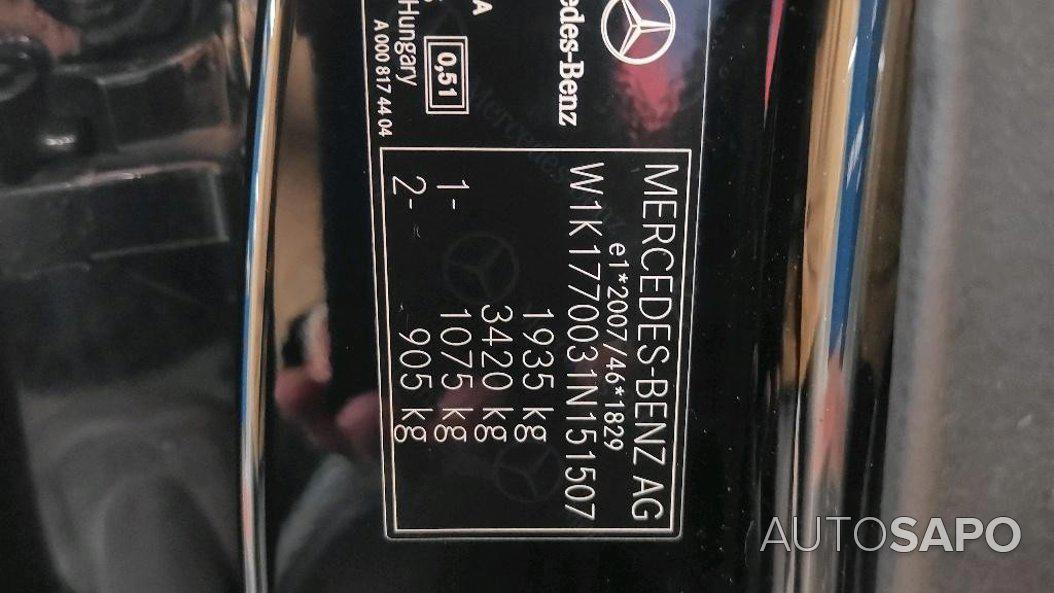 edes-Benz
A
Hungary
0,51
A 000 817 44 04
MERCEDES-BENZ AG
e1*2007/46*1829
W1K1770031N151507
1935 kg
3420 kg
1- 1075 kg
2- 905 kg
AUTOSAPO